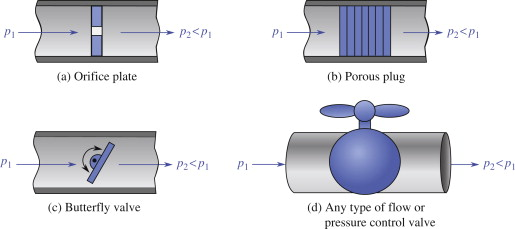 p1 p2<p1
(a) Orifice plate
p1 p2<p1
(b) Porous plug
p1 p2<p1
(c) Butterfly valve
p1 p2<p1
(d) Any type of flow or
pressure control valve